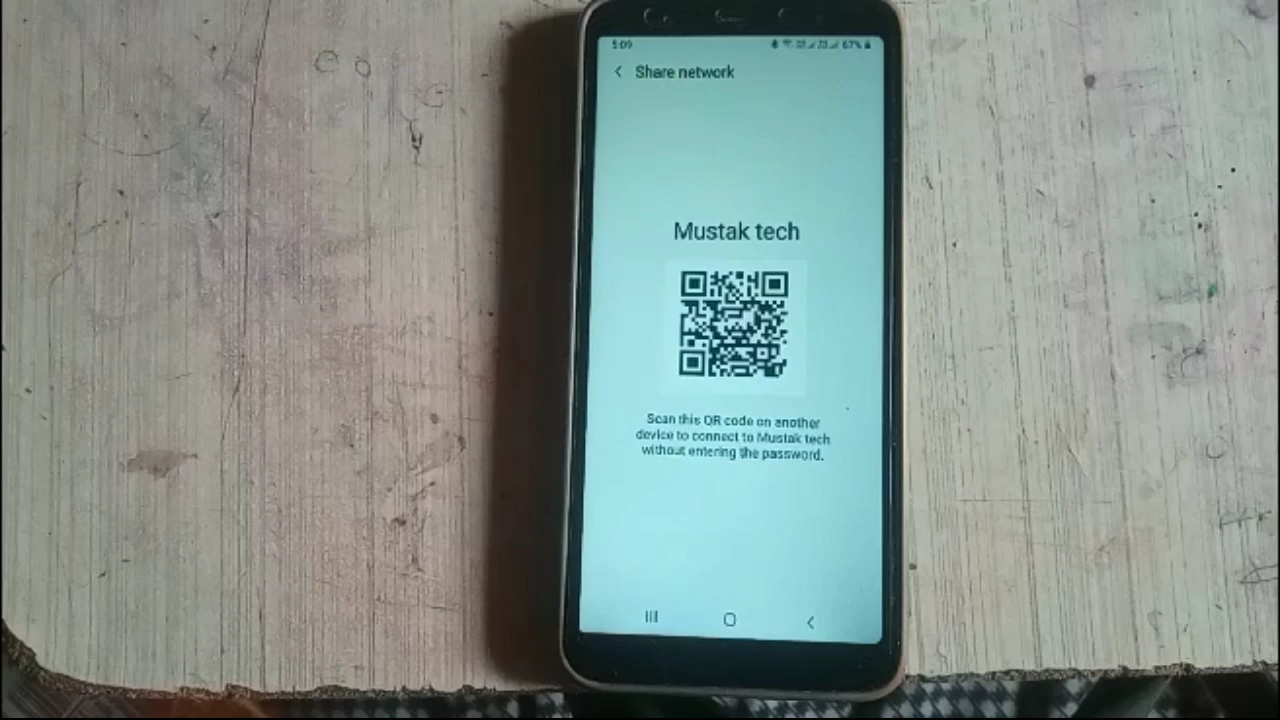 5:09 67%
Share network
Mustak tech
Scan this QR code on another
device to connect to Mustak tech
without entering the password.